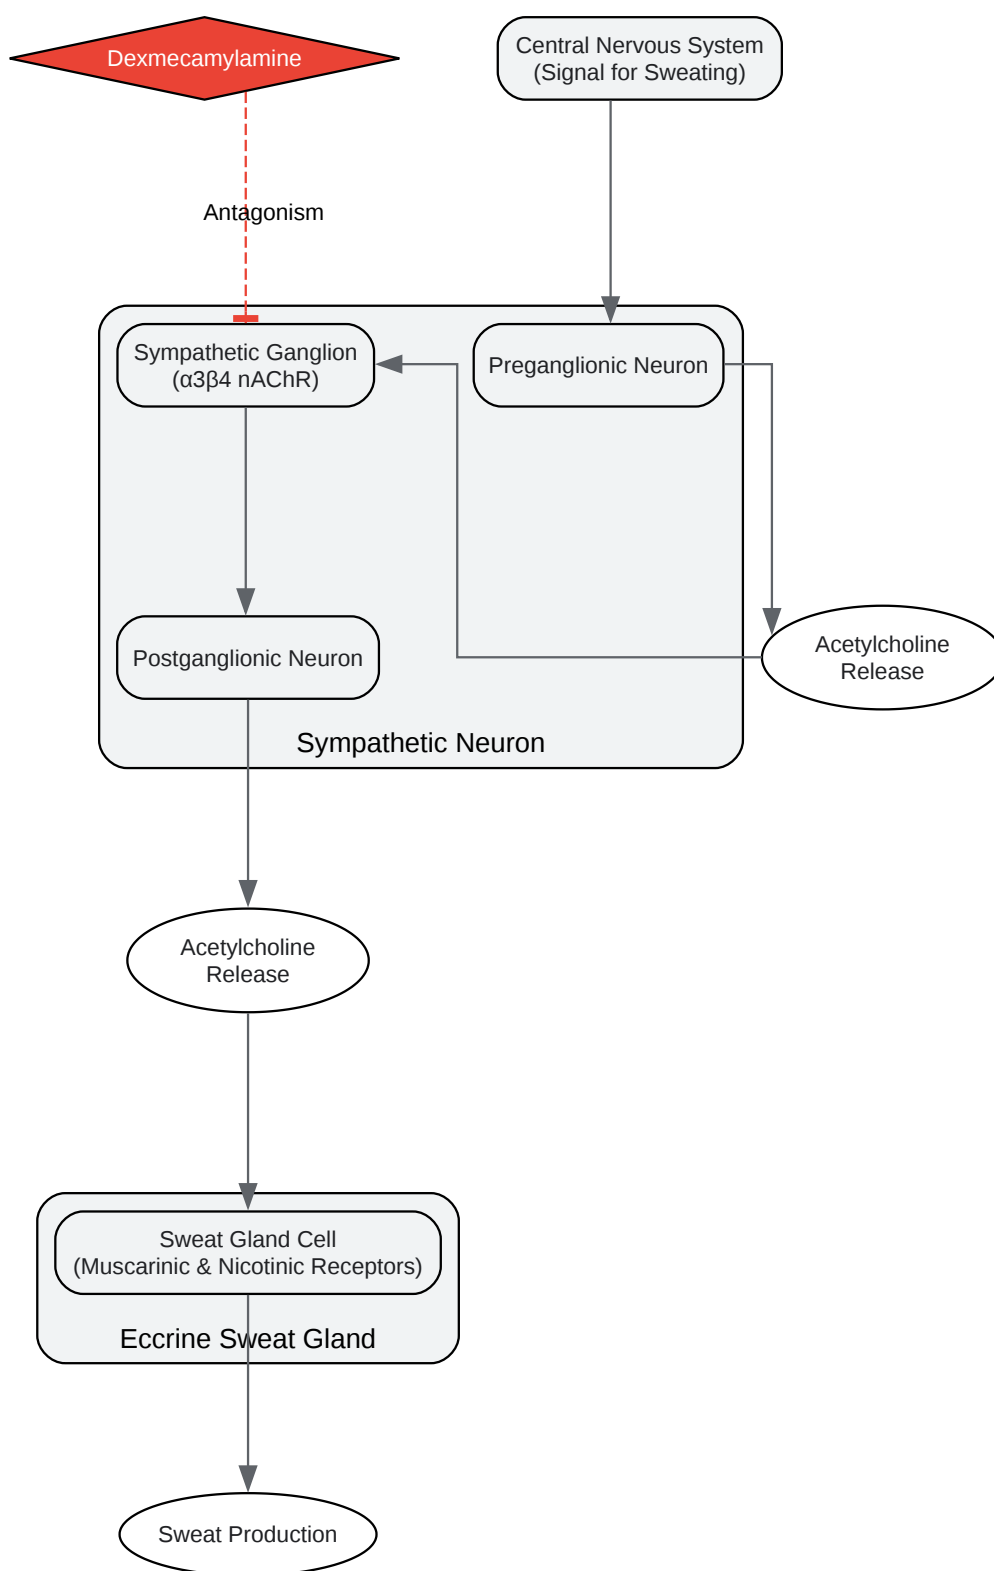 Dexmecamylamine
Central Nervous System
(Signal for Sweating)
Antagonism
Sympathetic Ganglion
(α3β4 nAChR)
Preganglionic Neuron
Postganglionic Neuron
Acetylcholine
Release
Sympathetic Neuron
Acetylcholine
Release
Sweat Gland Cell
(Muscarinic & Nicotinic Receptors)
Eccrine Sweat Gland
Sweat Production